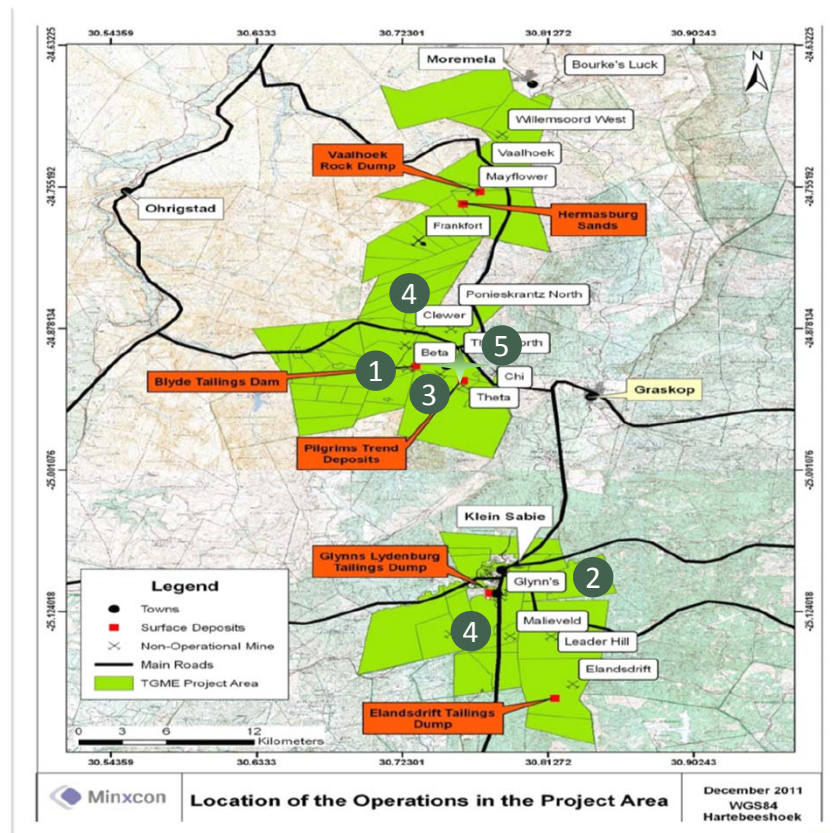 30.54359 30.6333 30.72301 30.81272 30.90243
-24.63225 -24.63225
Moremela
Bourke's Luck
N
Willemsoord West
Vaalhoek
Vaalhoek
Rock Dump
Mayflower
-24.755192 -24.755192
Ohrigstad
Hermasburg
Sands
Frankfort
4
Ponieskrantz North
Clewer
-24.878134 -24.878134
5
Beta
1
Blyde Tailings Dam
Chi
3
Theta
Graskop
Pilgrims Trend
Deposits
-25.001076 -25.001076
Klein Sabie
Glynns Lydenburg
Tailings Dump
Glynn's
2
Legend
Towns
Surface Deposits
Non-Operational Mine
Main Roads
TGME Project Area
-25.124018 -25.124018
Malieveld
4
Leader Hill
Elandsdrift
Elandsdrift Tailings
Dump
0 3 6 12
Kilometers
30.54359 30.6333 30.72301 30.81272 30.90243
Minxcon
Location of the Operations in the Project Area
December 2011
WGS84
Hartebeeshoek